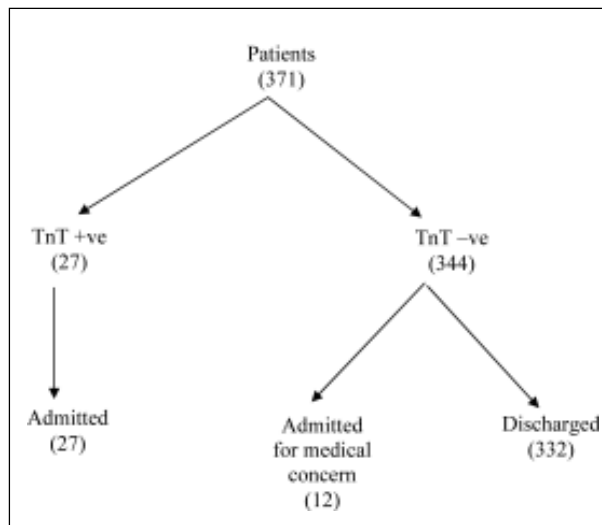 Patients
(371)
TnT +ve
(27)
TnT –ve
(344)
Admitted
(27)
Admitted
for medical
concern
(12)
Discharged
(332)